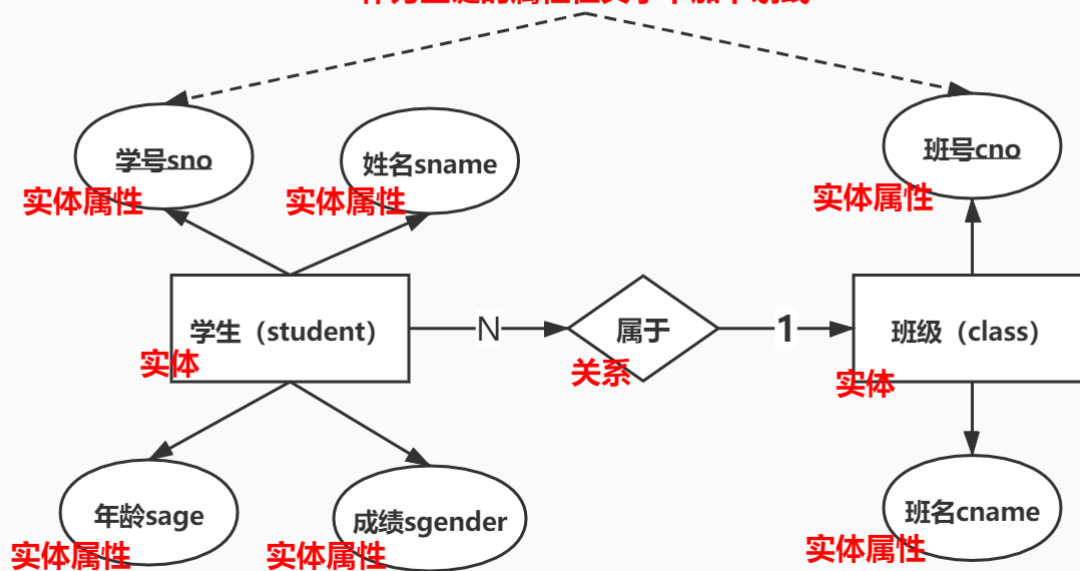 学号sno
姓名sname
班号cno
实体属性
实体属性
实体属性
学生（student）
N
属于
1
班级（class）
实体
关系
实体
年龄sage
成绩sgender
班名cname
实体属性
实体属性
实体属性